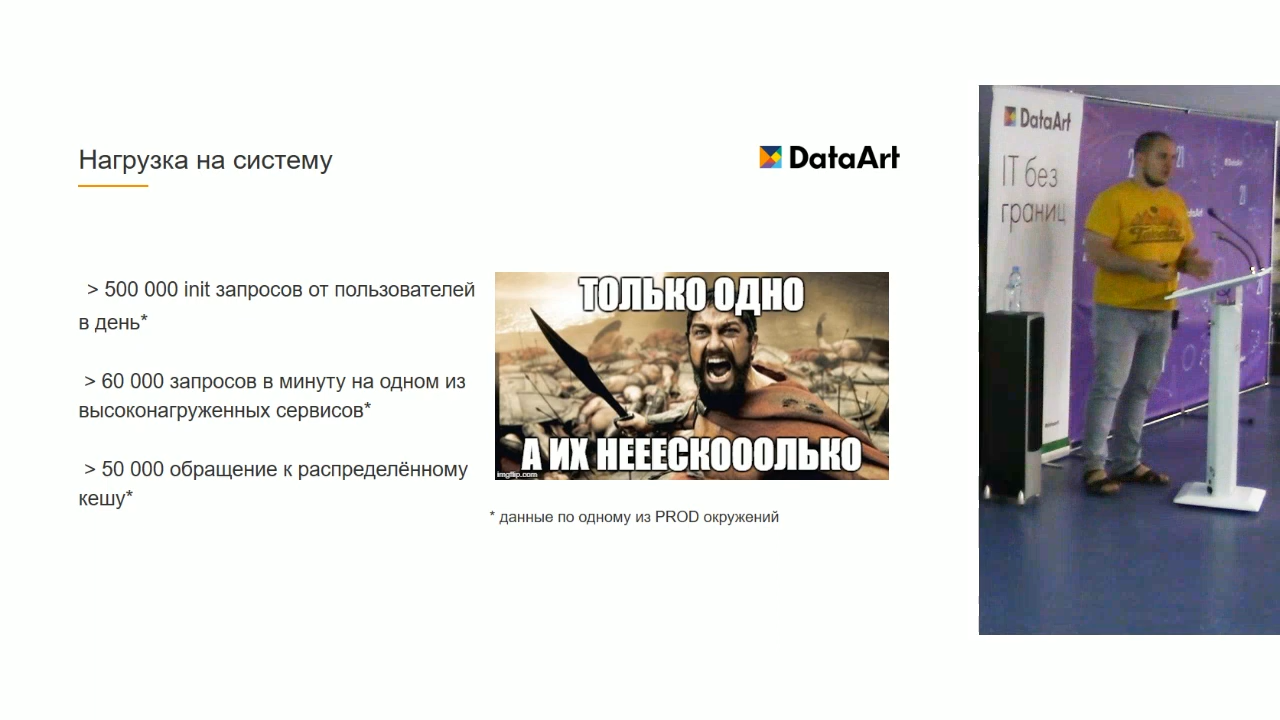 Нагрузка на систему
DataArt
> 500 000 init запросов от пользователей
в день*
> 60 000 запросов в минуту на одном из
высоконагруженных сервисов*
> 50 000 обращение к распределённому
кешу*
ТОЛЬКО ОДНО
А ИХ НЕЕЕСКОООЛЬКО
imgflip.com
* данные по одному из PROD окружений
DataArt
IT без
границ
21
DataArt